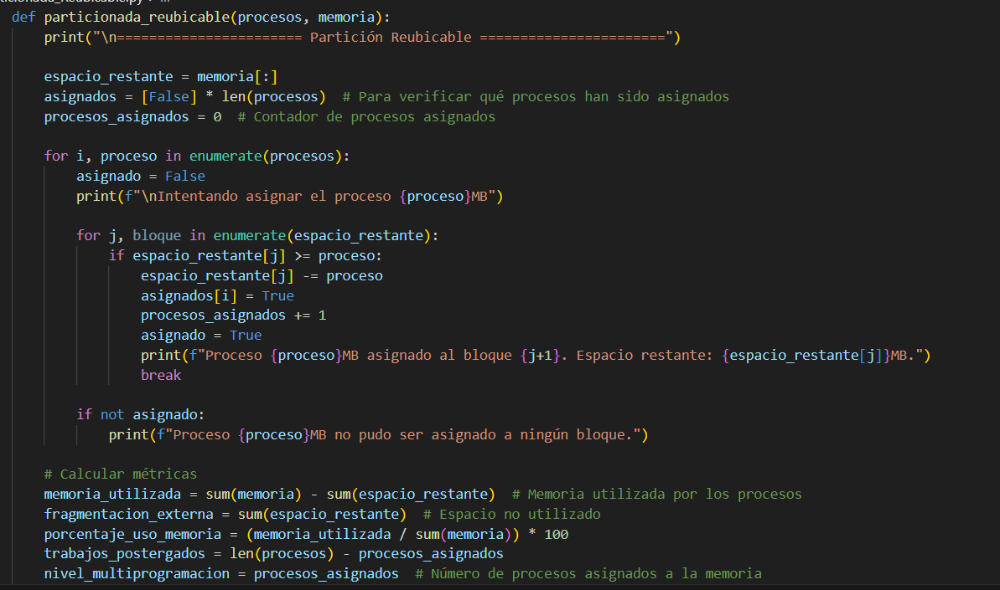 def particionada_reubicable(procesos, memoria):
    print("\n======================= Partición Reubicable =======================")
    espacio_restante = memoria[:]
    asignados = [False] * len(procesos)  # Para verificar qué procesos han sido asignados
    procesos_asignados = 0  # Contador de procesos asignados
    for i, proceso in enumerate(procesos):
        asignado = False
        print(f"\nIntentando asignar el proceso {proceso}MB")
        for j, bloque in enumerate(espacio_restante):
            if espacio_restante[j] >= proceso:
                espacio_restante[j] -= proceso
                asignados[i] = True
                procesos_asignados += 1
                asignado = True
                print(f"Proceso {proceso}MB asignado al bloque {j+1}. Espacio restante: {espacio_restante[j]}MB.")
                break
        if not asignado:
            print(f"Proceso {proceso}MB no pudo ser asignado a ningún bloque.")
    # Calcular métricas
    memoria_utilizada = sum(memoria) - sum(espacio_restante)  # Memoria utilizada por los procesos
    fragmentacion_externa = sum(espacio_restante)  # Espacio no utilizado
    porcentaje_uso_memoria = (memoria_utilizada / sum(memoria)) * 100
    trabajos_postergados = len(procesos) - procesos_asignados
    nivel_multiprogramacion = procesos_asignados  # Número de procesos asignados a la memoria